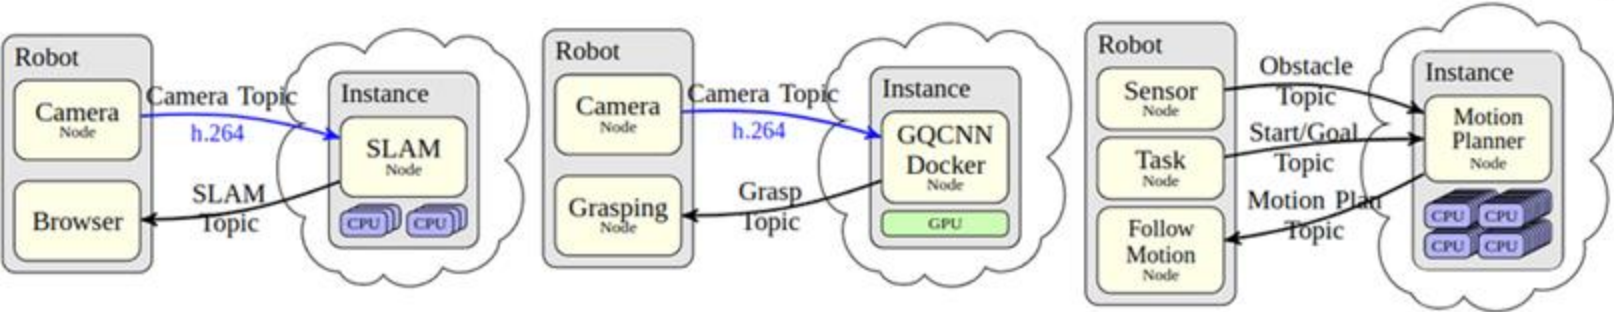 Robot
Camera
Node
Browser
Camera Topic
h.264
SLAM
Topic
Instance
SLAM
Node
CPU CPU
Robot
Camera
Node
Grasping
Node
Camera Topic
h.264
Grasp
Topic
Instance
GQCNN
Docker
Node
GPU
Robot
Sensor
Node
Task
Node
Follow
Motion
Node
Obstacle
Topic
Start/Goal
Topic
Motion Plan
Topic
Instance
Motion
Planner
Node
CPU CPU
CPU CPU